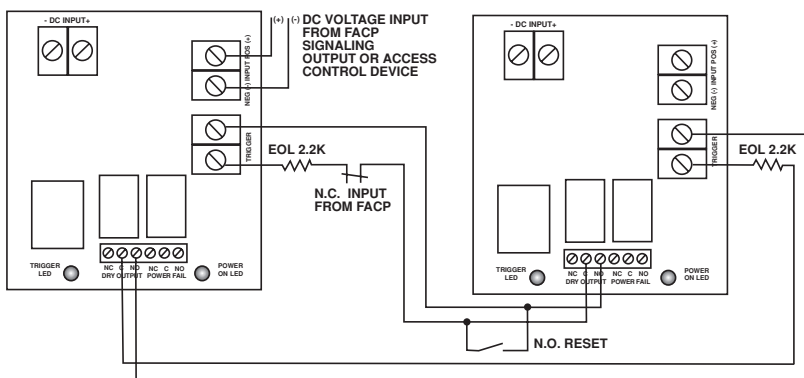 - DC INPUT+
(+) (-) DC VOLTAGE INPUT
FROM FACP
SIGNALING
OUTPUT OR ACCESS
CONTROL DEVICE
NEG (-) INPUT POS (+)
TRIGGER
EOL 2.2K
N.C. INPUT
FROM FACP
TRIGGER
LED
NC C NO NC C NO
DRY OUTPUT POWER FAIL
POWER
ON LED
- DC INPUT+
NEG (-) INPUT POS (+)
TRIGGER
EOL 2.2K
TRIGGER
LED
NC C NO NC C NO
DRY OUTPUT POWER FAIL
POWER
ON LED
N.O. RESET